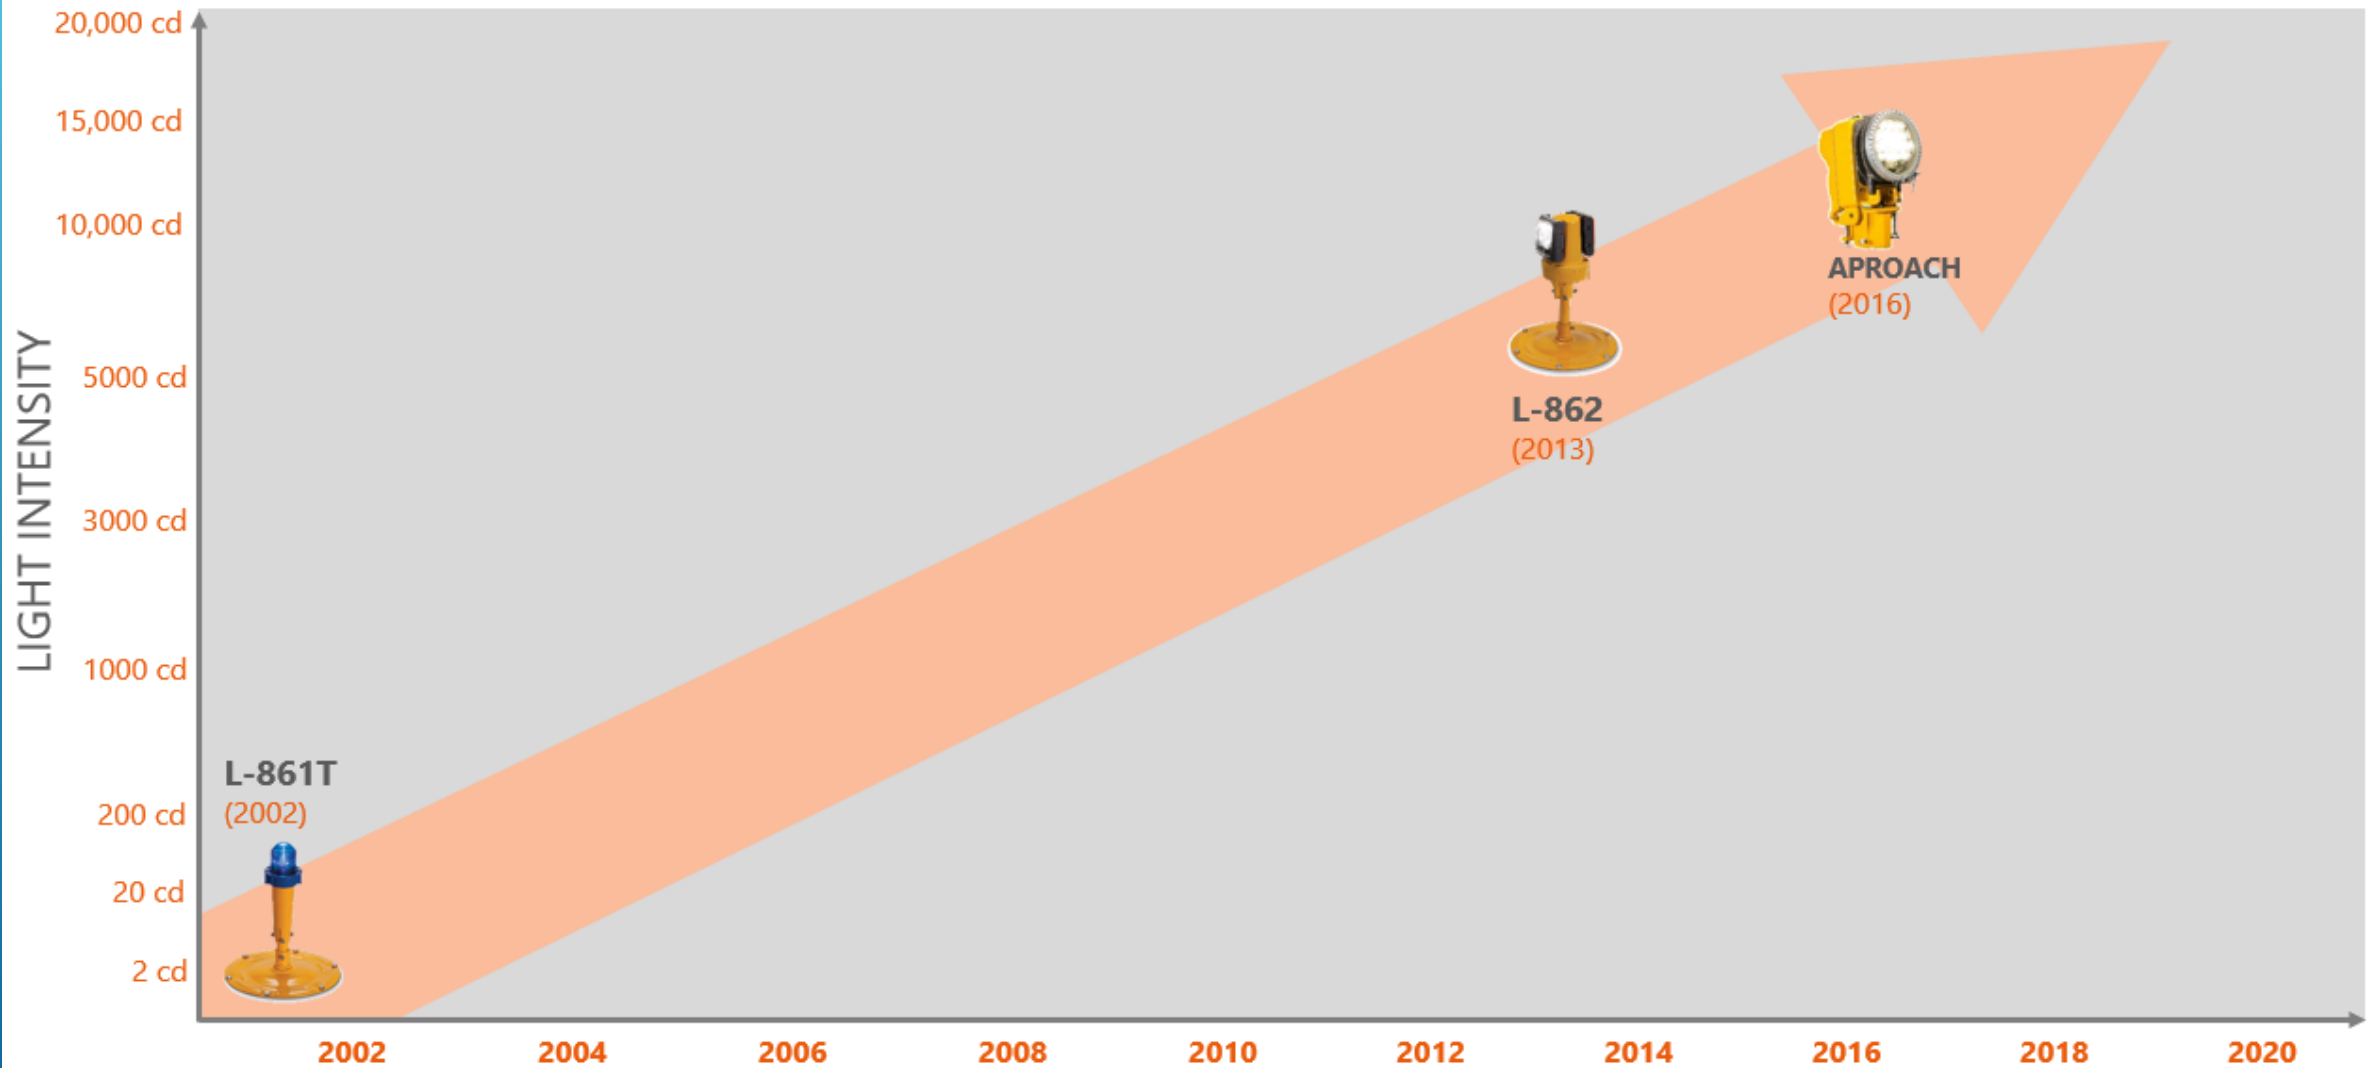 20,000 cd
15,000 cd
10,000 cd
5000 cd
3000 cd
1000 cd
200 cd
20 cd
2 cd
LIGHT INTENSITY
L-861T
(2002)
L-862
(2013)
APROACH
(2016)
2002 2004 2006 2008 2010 2012 2014 2016 2018 2020